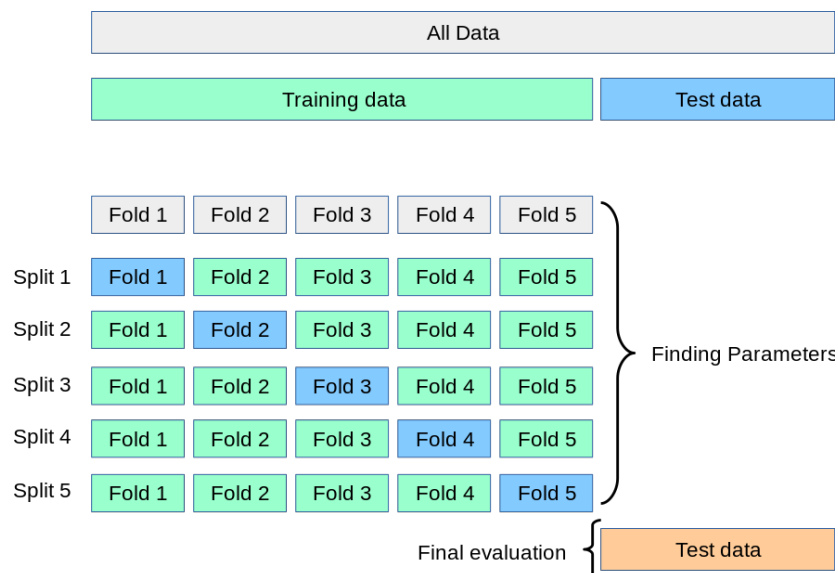 All Data
Training data Test data
Fold 1 Fold 2 Fold 3 Fold 4 Fold 5
Split 1 Fold 1 Fold 2 Fold 3 Fold 4 Fold 5
Split 2 Fold 1 Fold 2 Fold 3 Fold 4 Fold 5
Finding Parameters
Split 3 Fold 1 Fold 2 Fold 3 Fold 4 Fold 5
Split 4 Fold 1 Fold 2 Fold 3 Fold 4 Fold 5
Split 5 Fold 1 Fold 2 Fold 3 Fold 4 Fold 5
Final evaluation Test data